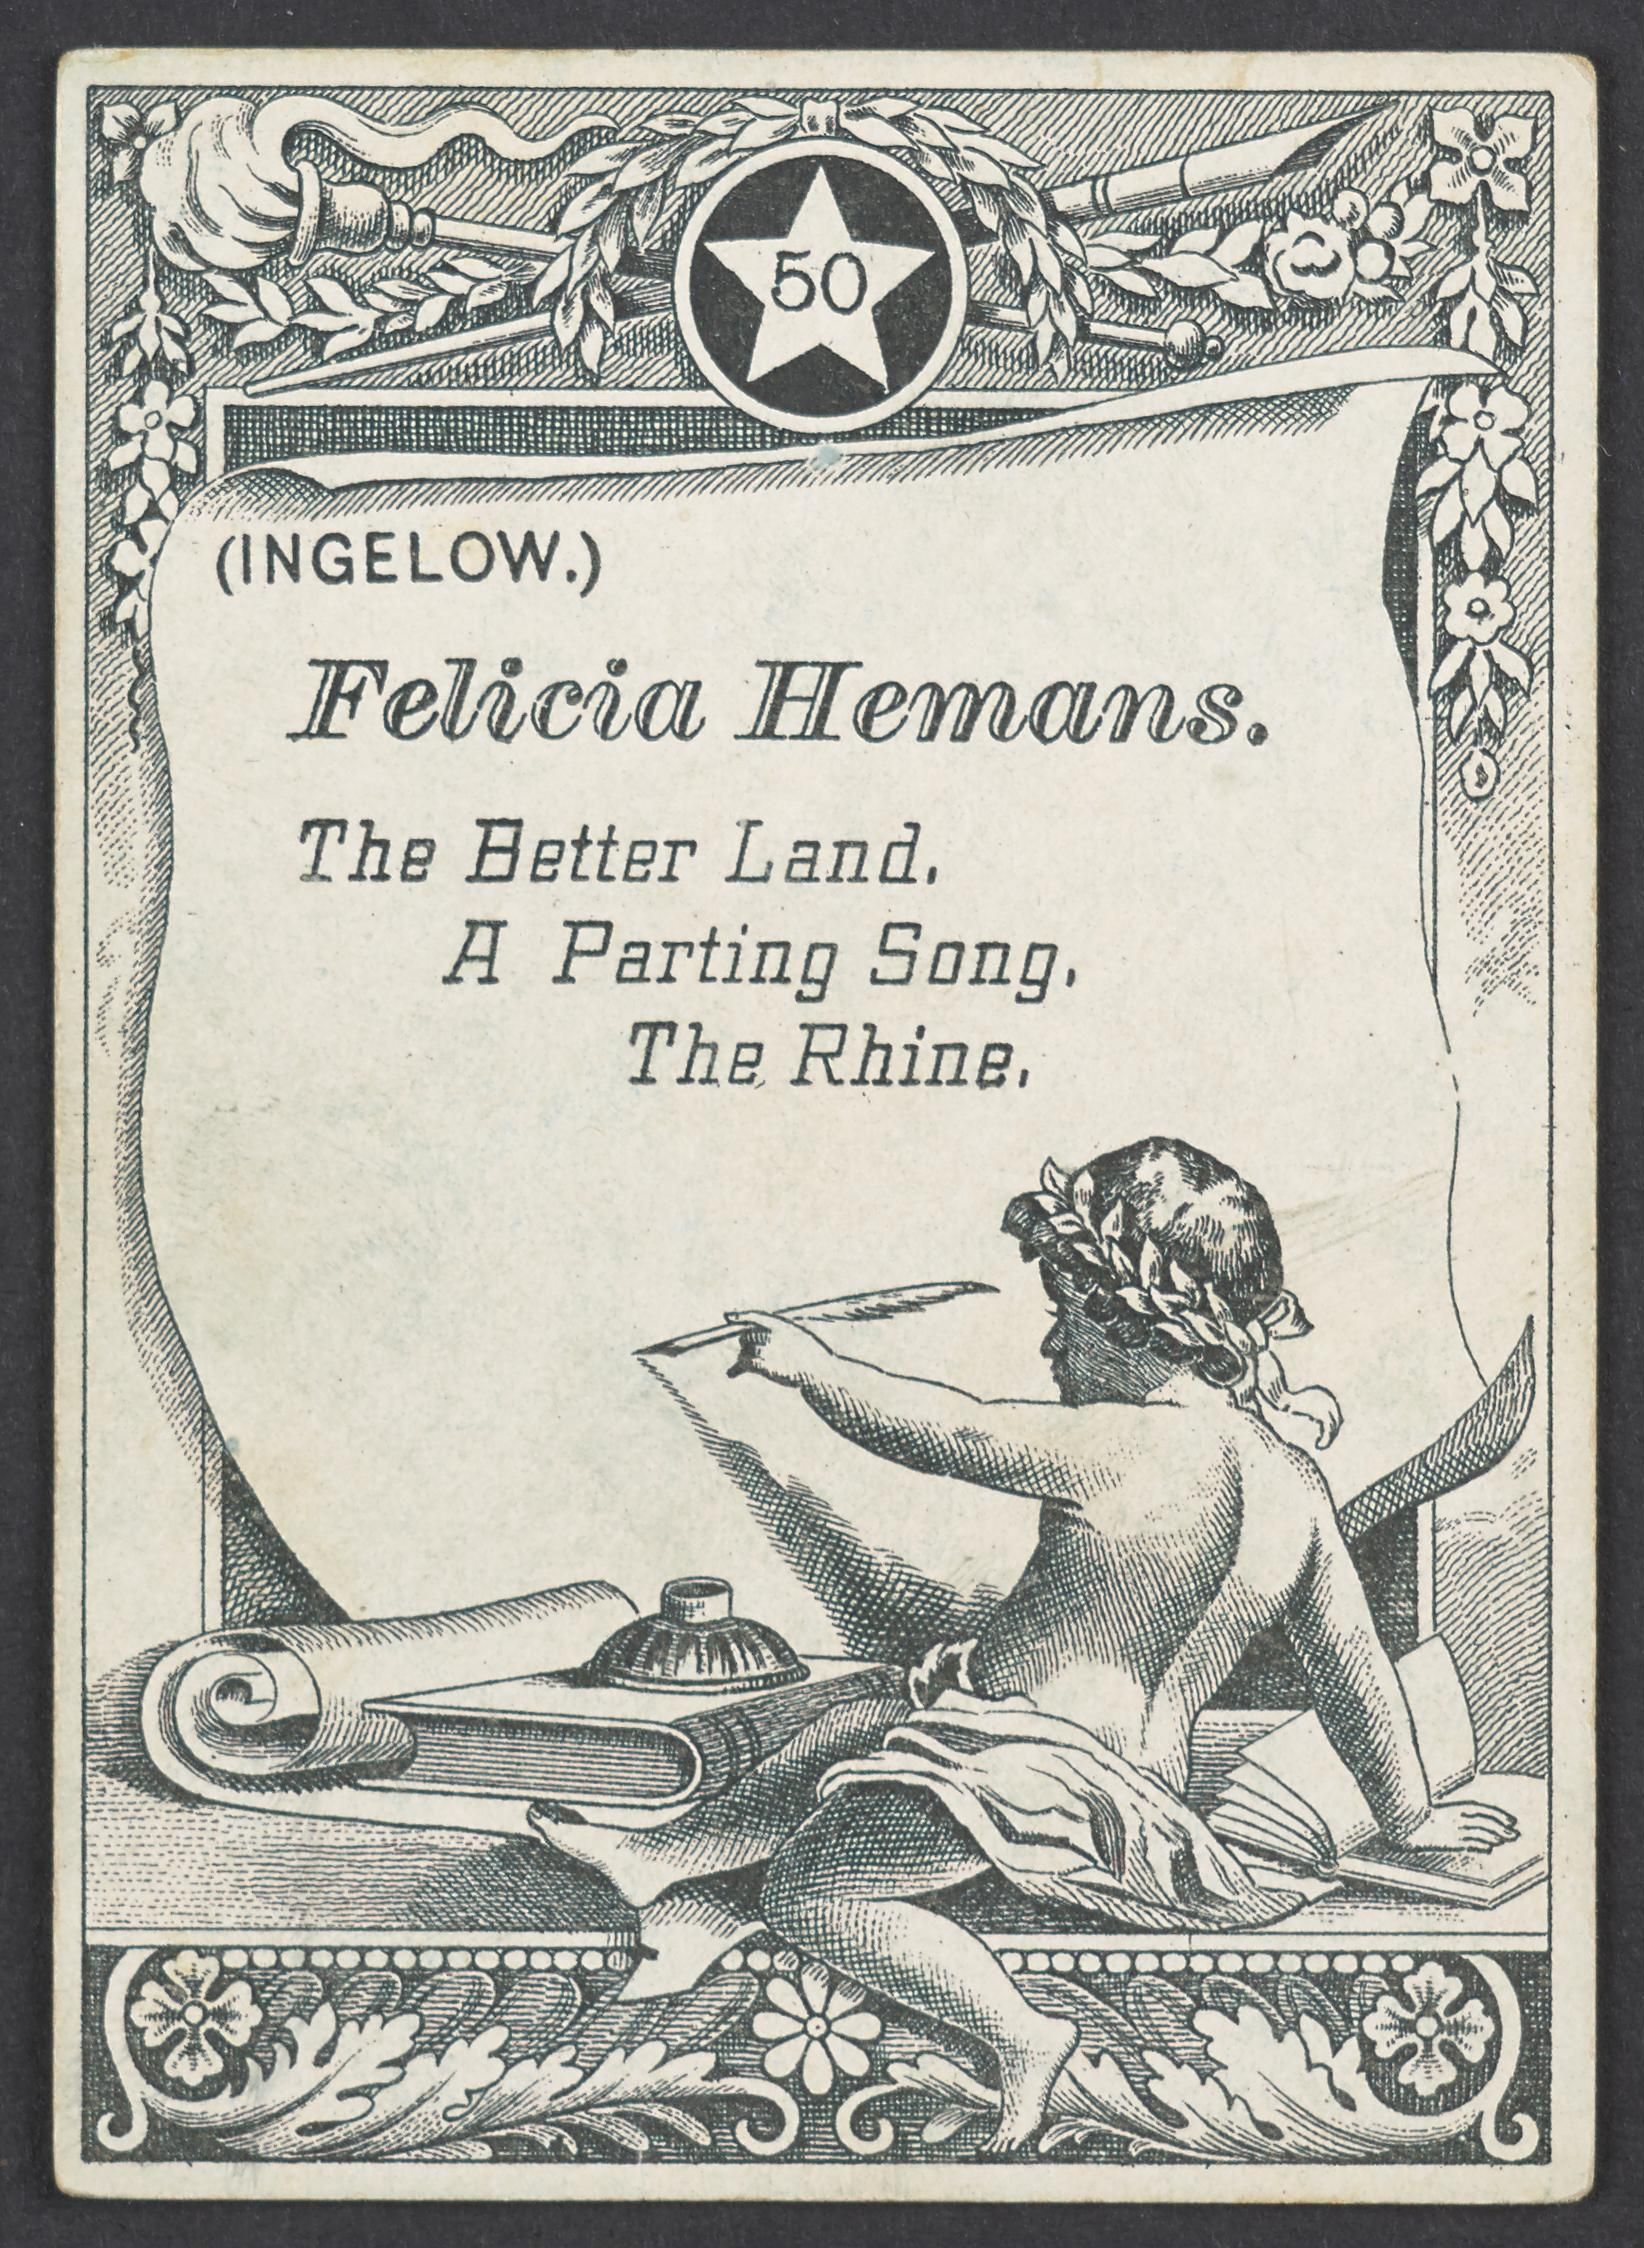 50
(INGELOW.)
Felicia Hemans.
The Better Land.
A Parting Song.
The Rhine.